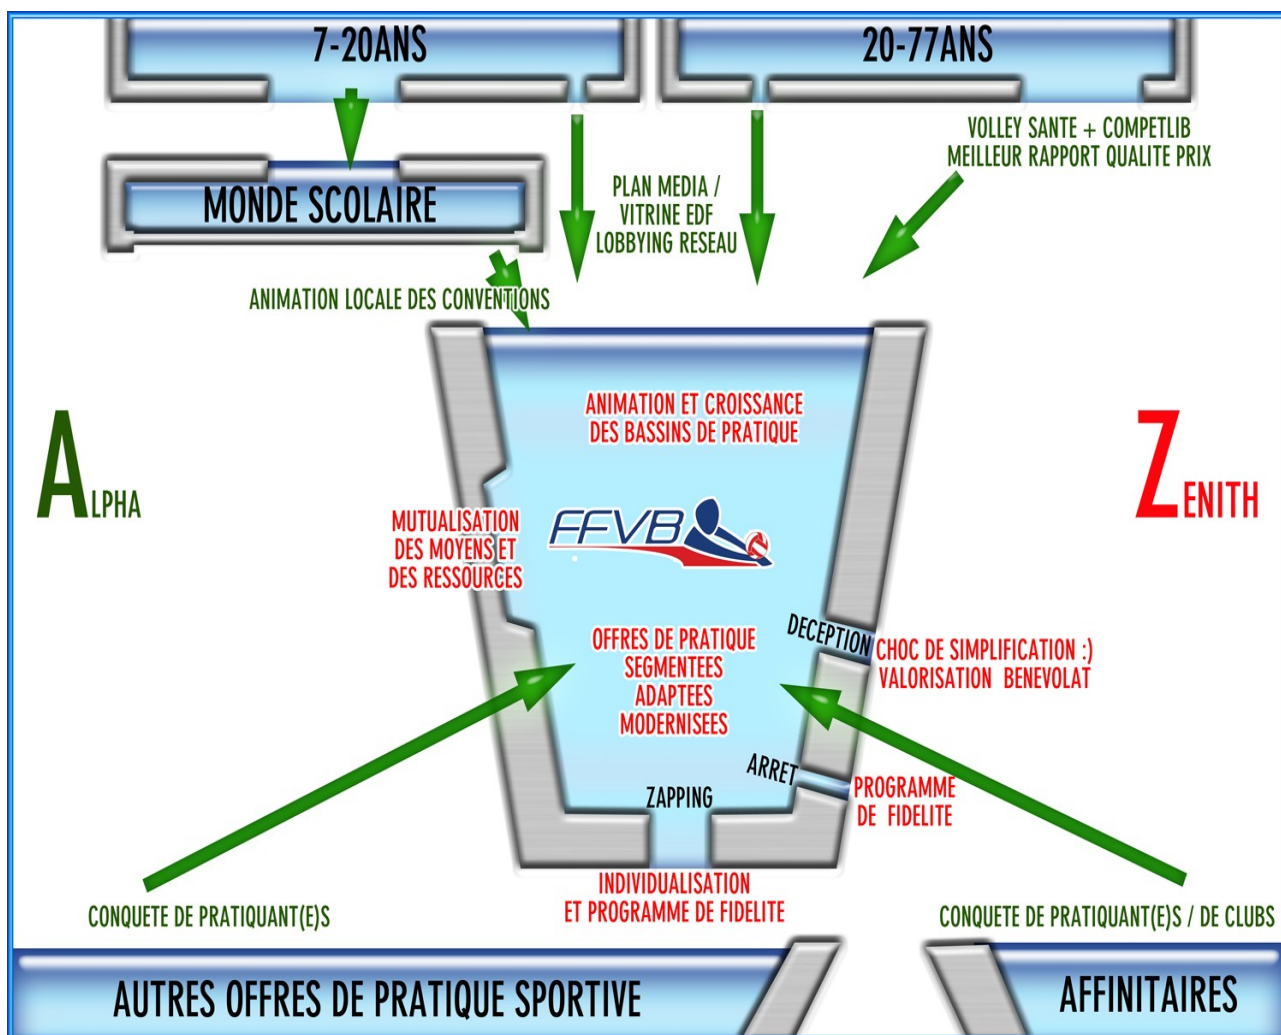 7-20ANS
20-77ANS
VOLLEY SANTE + COMPETLIB
MEILLEUR RAPPORT QUALITE PRIX
MONDE SCOLAIRE
PLAN MEDIA /
VITRINE EDF
LOBBYING RESEAU
ANIMATION LOCALE DES CONVENTIONS
ANIMATION ET CROISSANCE
DES BASSINS DE PRATIQUE
ALPHA
ZENITH
MUTUALISATION
DES MOYENS ET
DES RESSOURCES
FFVB
OFFRES DE PRATIQUE
SEGMENTEES
ADAPTEES
MODERNISEES
DECEPTION
CHOC DE SIMPLIFICATION :)
VALORISATION BENEVOLAT
ARRET
PROGRAMME
DE FIDELITE
ZAPPING
INDIVIDUALISATION
ET PROGRAMME DE FIDELITE
CONQUETE DE PRATIQUANT(E)S
CONQUETE DE PRATIQUANT(E)S / DE CLUBS
AUTRES OFFRES DE PRATIQUE SPORTIVE
AFFINITAIRES